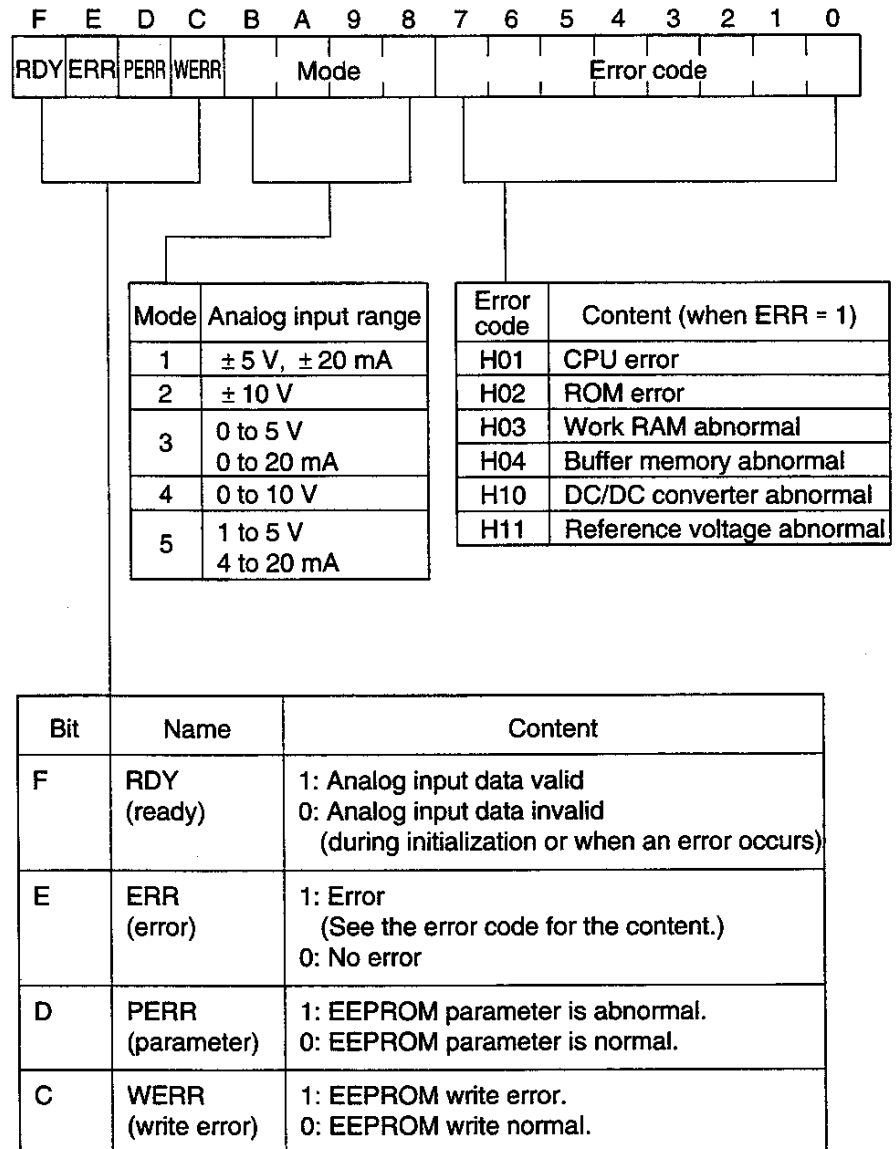 F E D C B A 9 8 7 6 5 4 3 2 1 0
RDY ERR PERR WERR Mode Error code
Mode Analog input range
1 ± 5 V, ± 20 mA
2 ± 10 V
3 0 to 5 V
0 to 20 mA
4 0 to 10 V
5 1 to 5 V
4 to 20 mA
Error
code
Content (when ERR = 1)
H01 CPU error
H02 ROM error
H03 Work RAM abnormal
H04 Buffer memory abnormal
H10 DC/DC converter abnormal
H11 Reference voltage abnormal
Bit Name Content
F RDY 1: Analog input data valid
(ready) 0: Analog input data invalid
(during initialization or when an error occurs)
E ERR 1: Error
(error) (See the error code for the content.)
0: No error
D PERR 1: EEPROM parameter is abnormal.
(parameter) 0: EEPROM parameter is normal.
C WERR 1: EEPROM write error.
(write error) 0: EEPROM write normal.